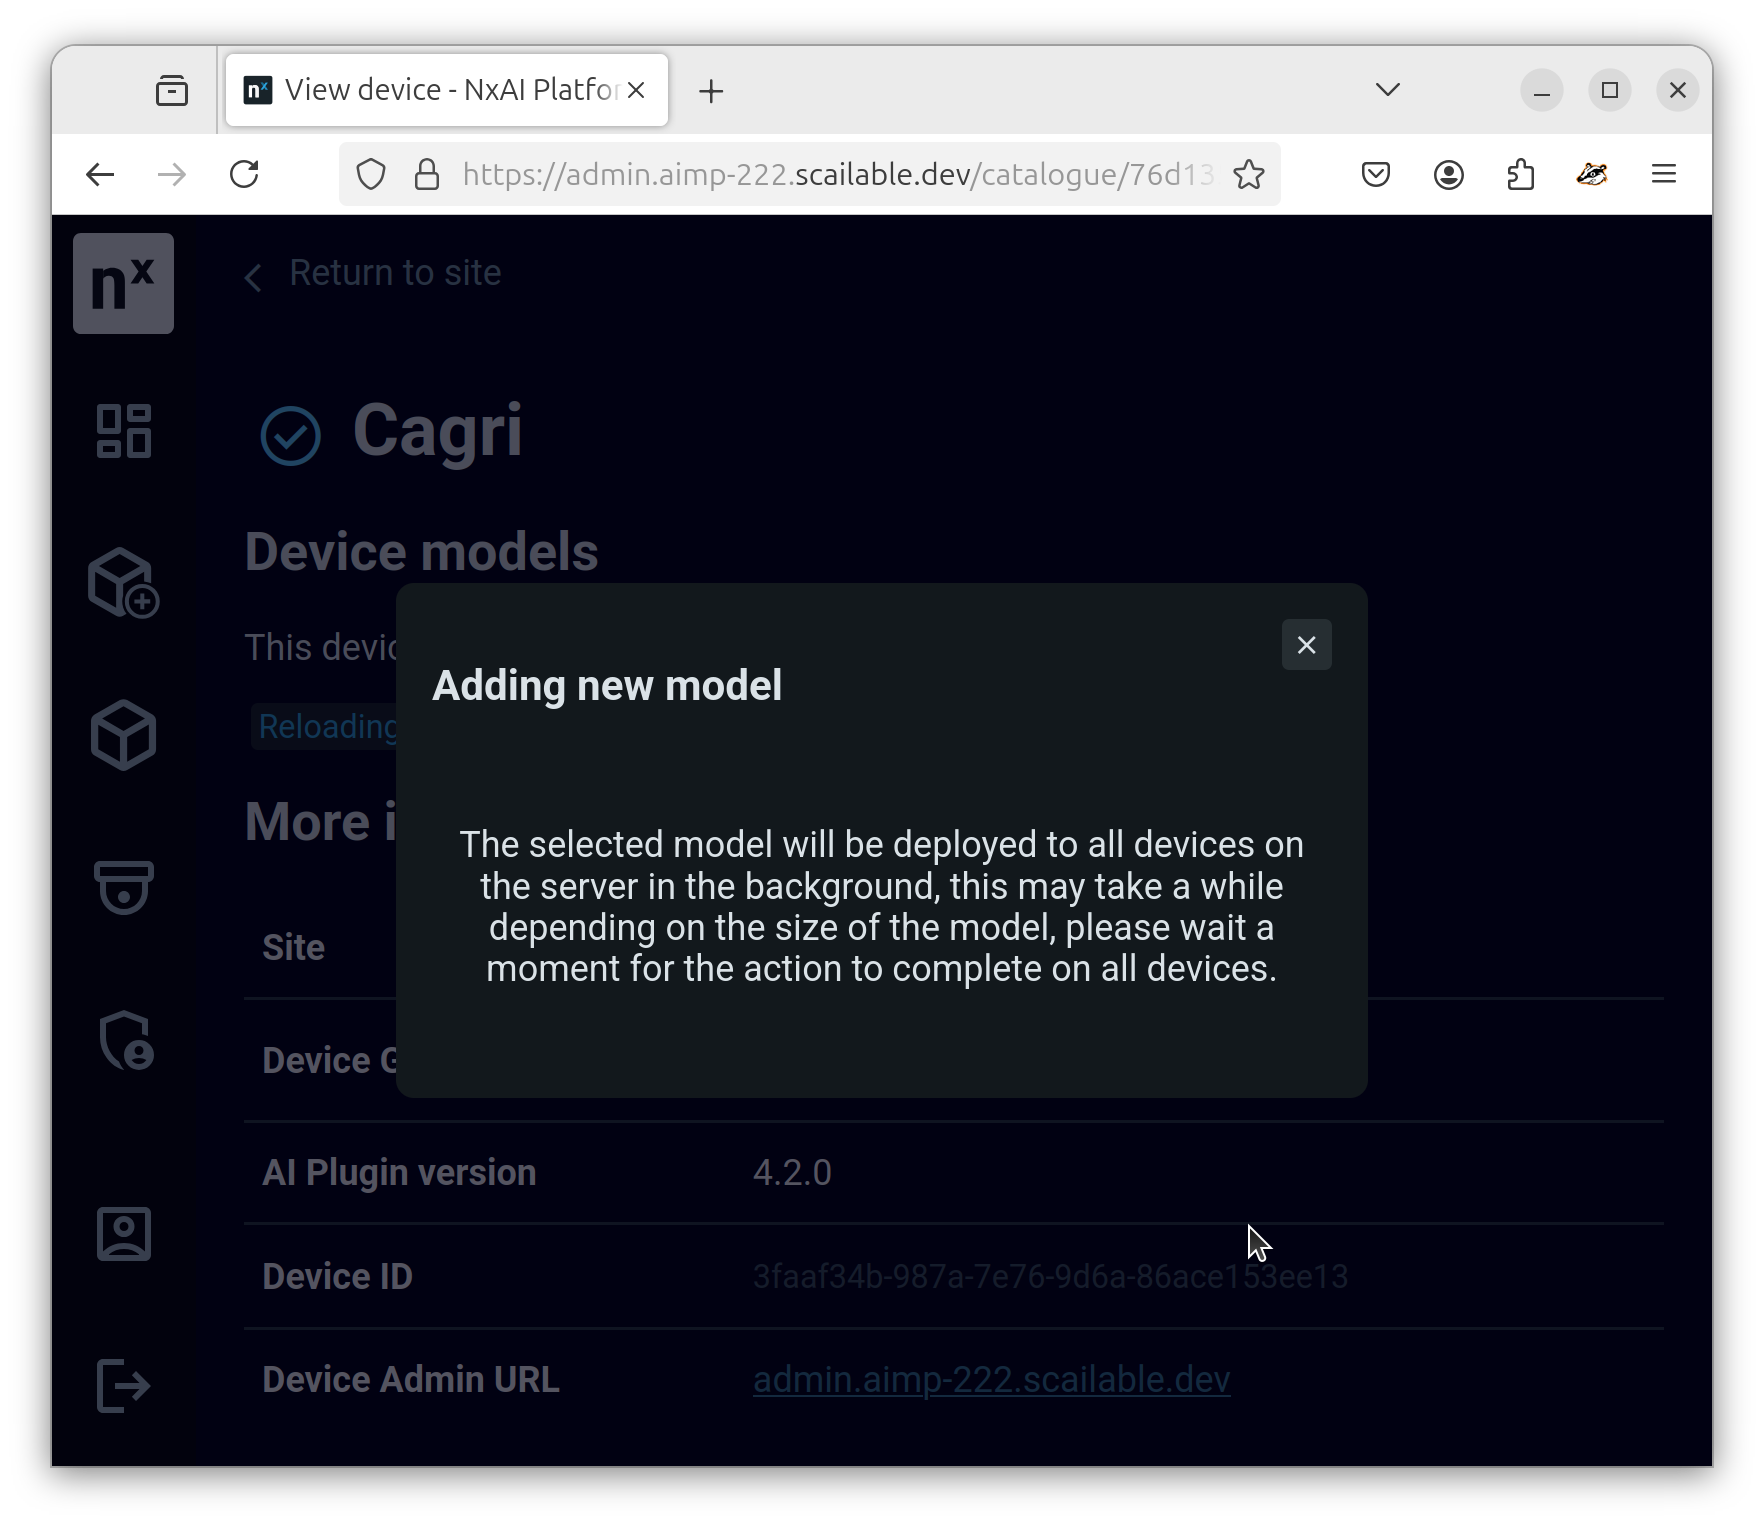 View device - NxAI Platfor
https://admin.aimp-222.scailable.dev/catalogue/76d13
nx
Return to site
Cagri
Device models
This devic
Reloading
Adding new model
The selected model will be deployed to all devices on
the server in the background, this may take a while
depending on the size of the model, please wait a
moment for the action to complete on all devices.
More i
Site
Device G
AI Plugin version 4.2.0
Device ID 3faaf34b-987a-7e76-9d6a-86ace153ee13
Device Admin URL admin.aimp-222.scailable.dev